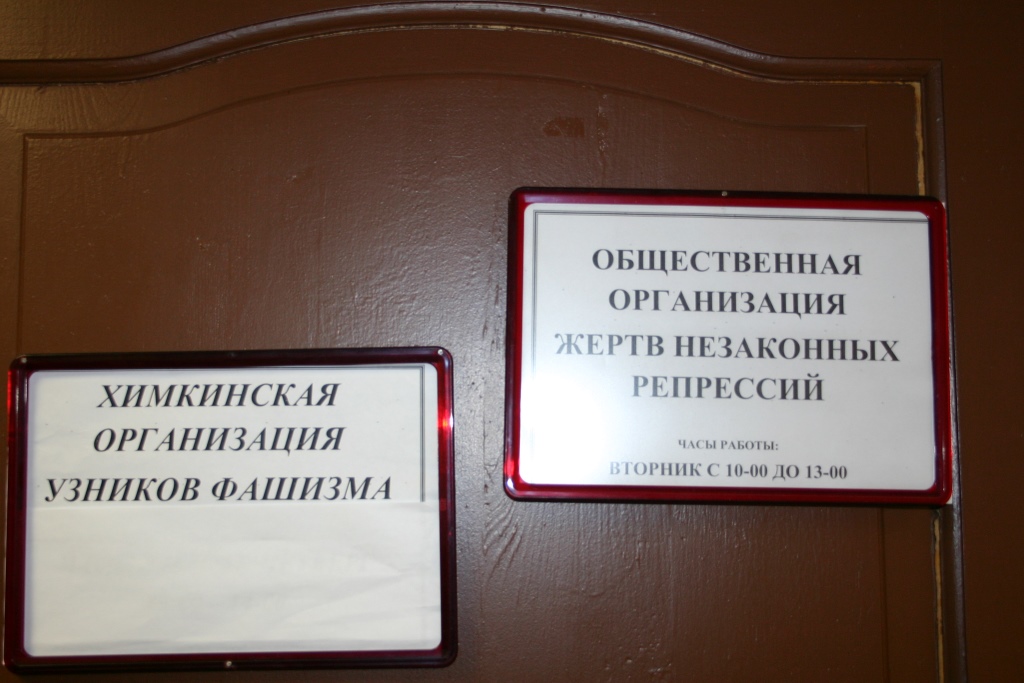 ХИМКИНСКАЯ
ОРГАНИЗАЦИЯ
УЗНИКОВ ФАШИЗМА
ОБЩЕСТВЕННАЯ
ОРГАНИЗАЦИЯ
ЖЕРТВ НЕЗАКОННЫХ
РЕПРЕССИЙ
ЧАСЫ РАБОТЫ:
ВТОРНИК С 10-00 ДО 13-00